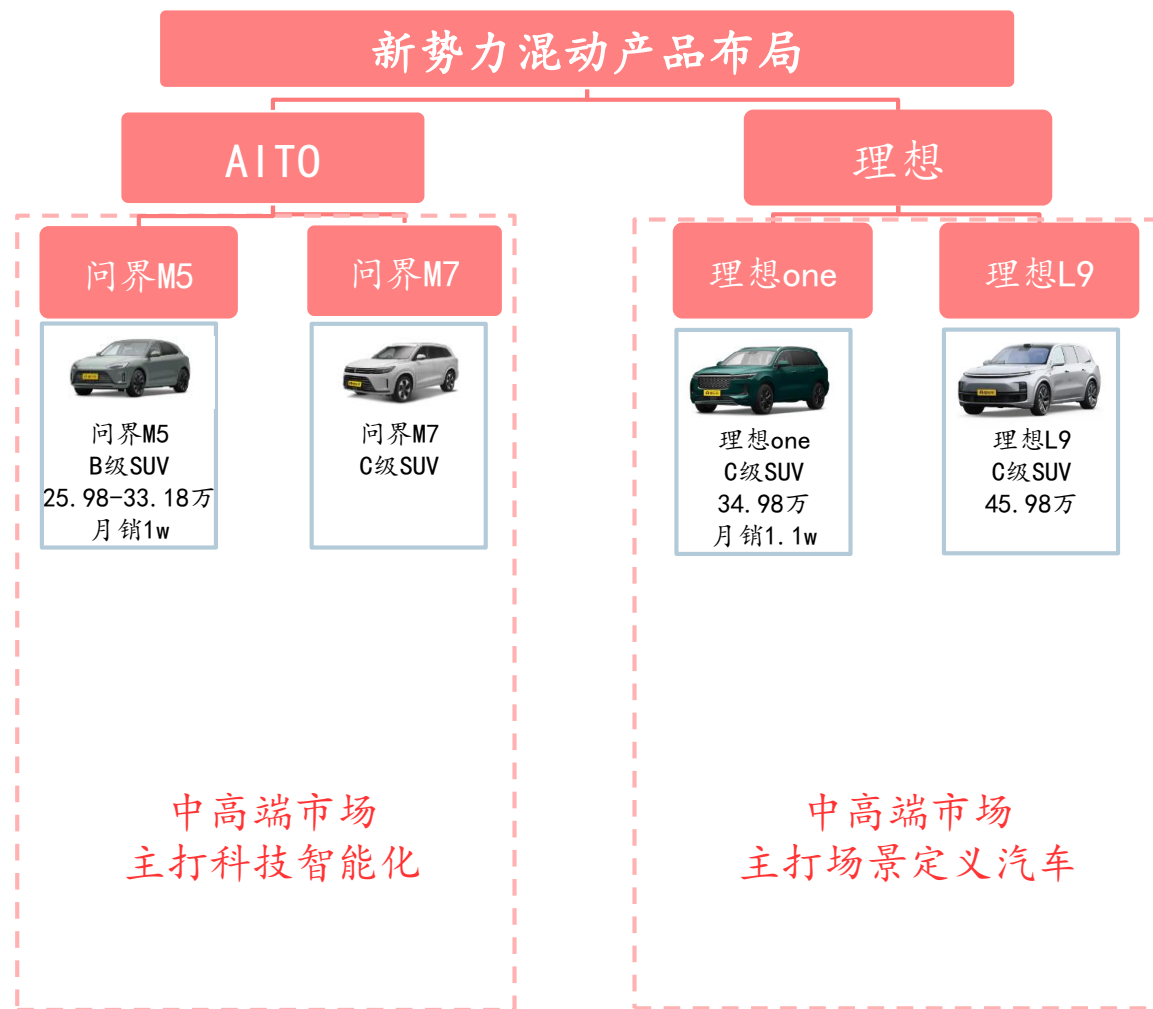 新势力混动产品布局
AITO
理想
问界M5
问界M7
理想one
理想L9
问界M5
B级SUV
25.98-33.18万
月销1w
问界M7
C级SUV
理想one
C级SUV
34.98万
月销1.1w
理想L9
C级SUV
45.98万
中高端市场
主打科技智能化
中高端市场
主打场景定义汽车